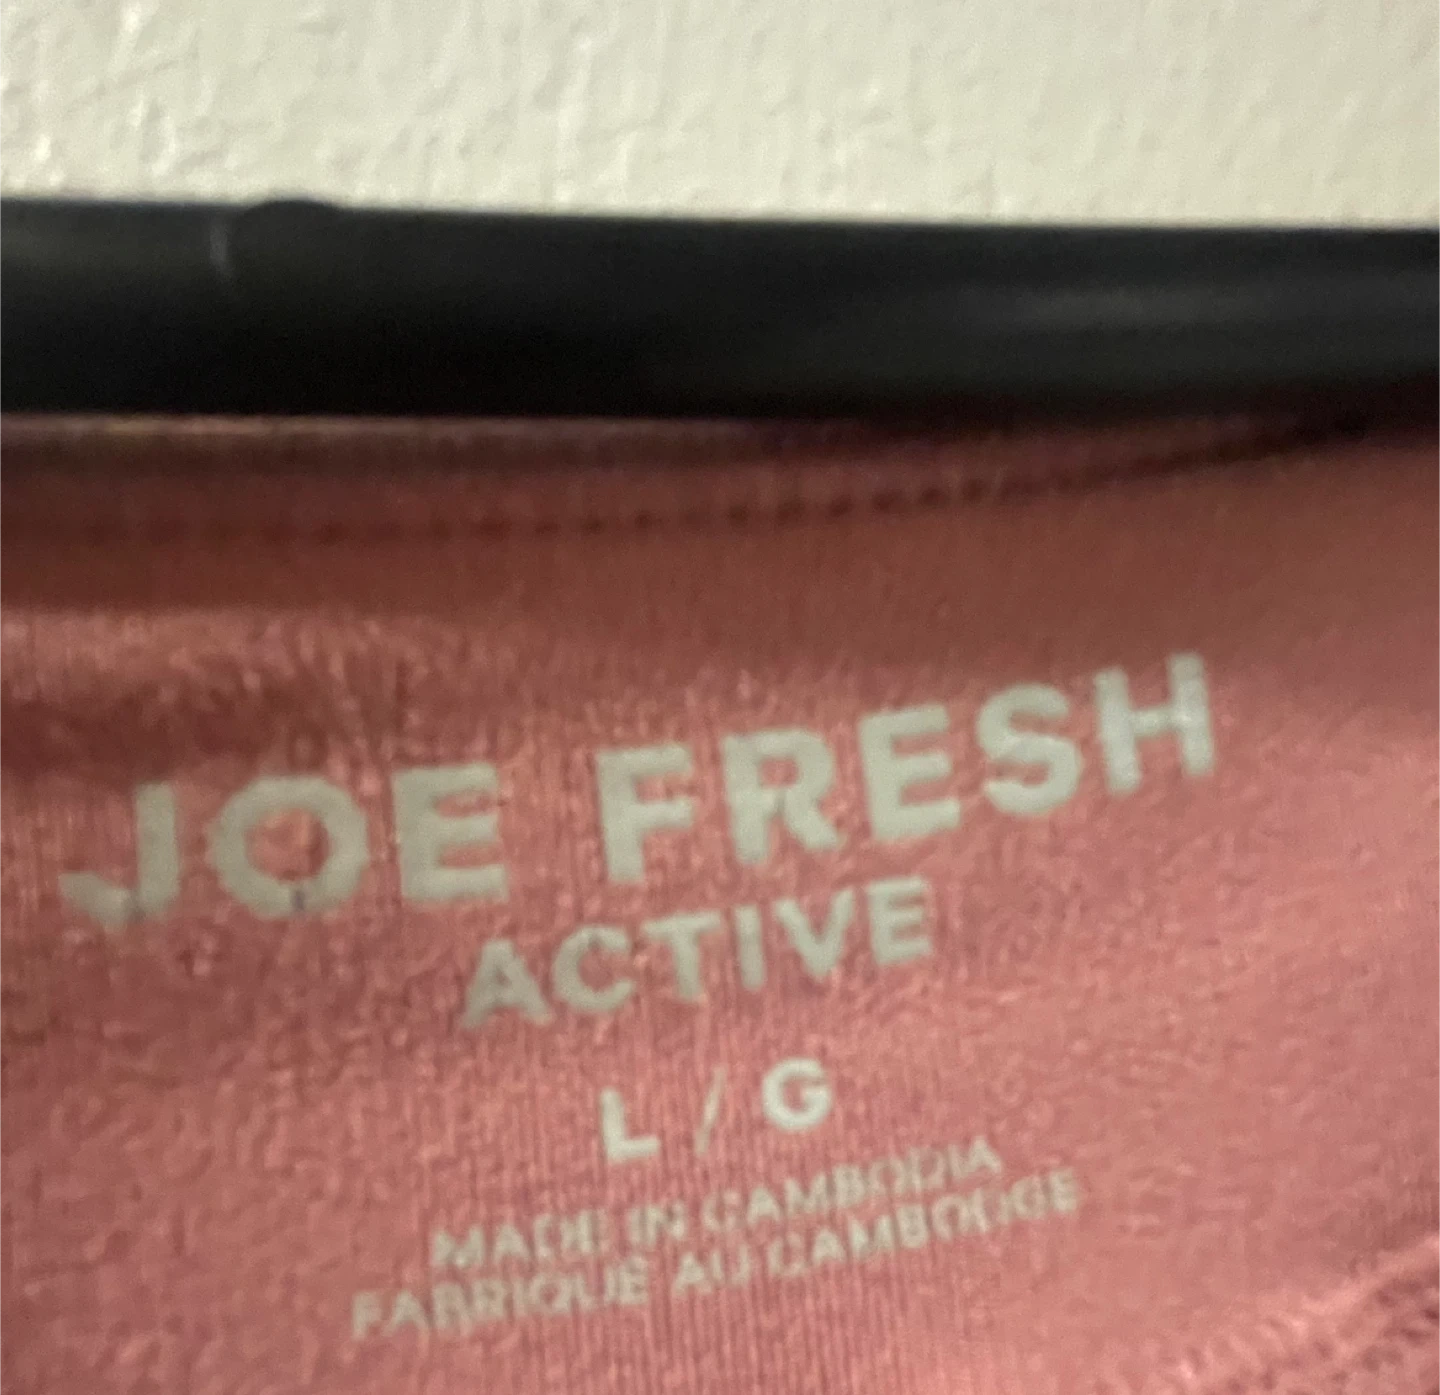 JOE FRESH
ACTIVE
L / G
MADE IN CAMBODIA
FABRIQUE AU CAMBODGE